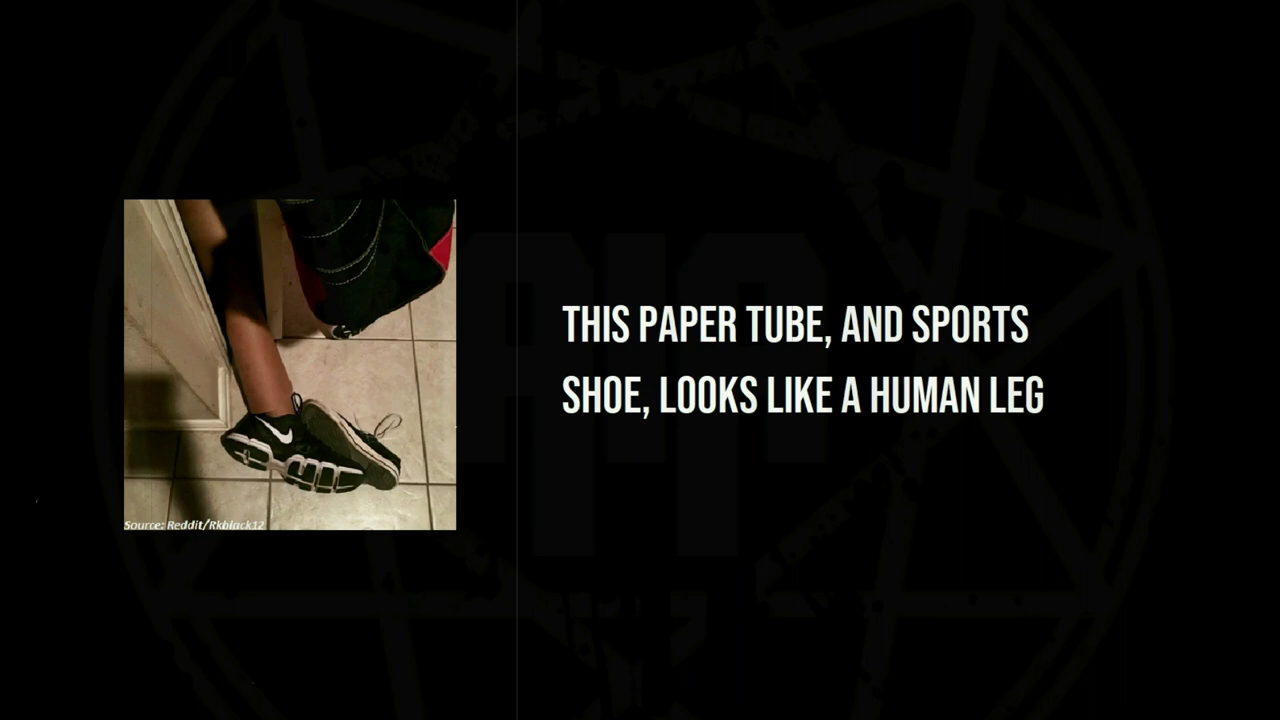 THIS PAPER TUBE, AND SPORTS
SHOE, LOOKS LIKE A HUMAN LEG
Source: Reddit/Rkblack12